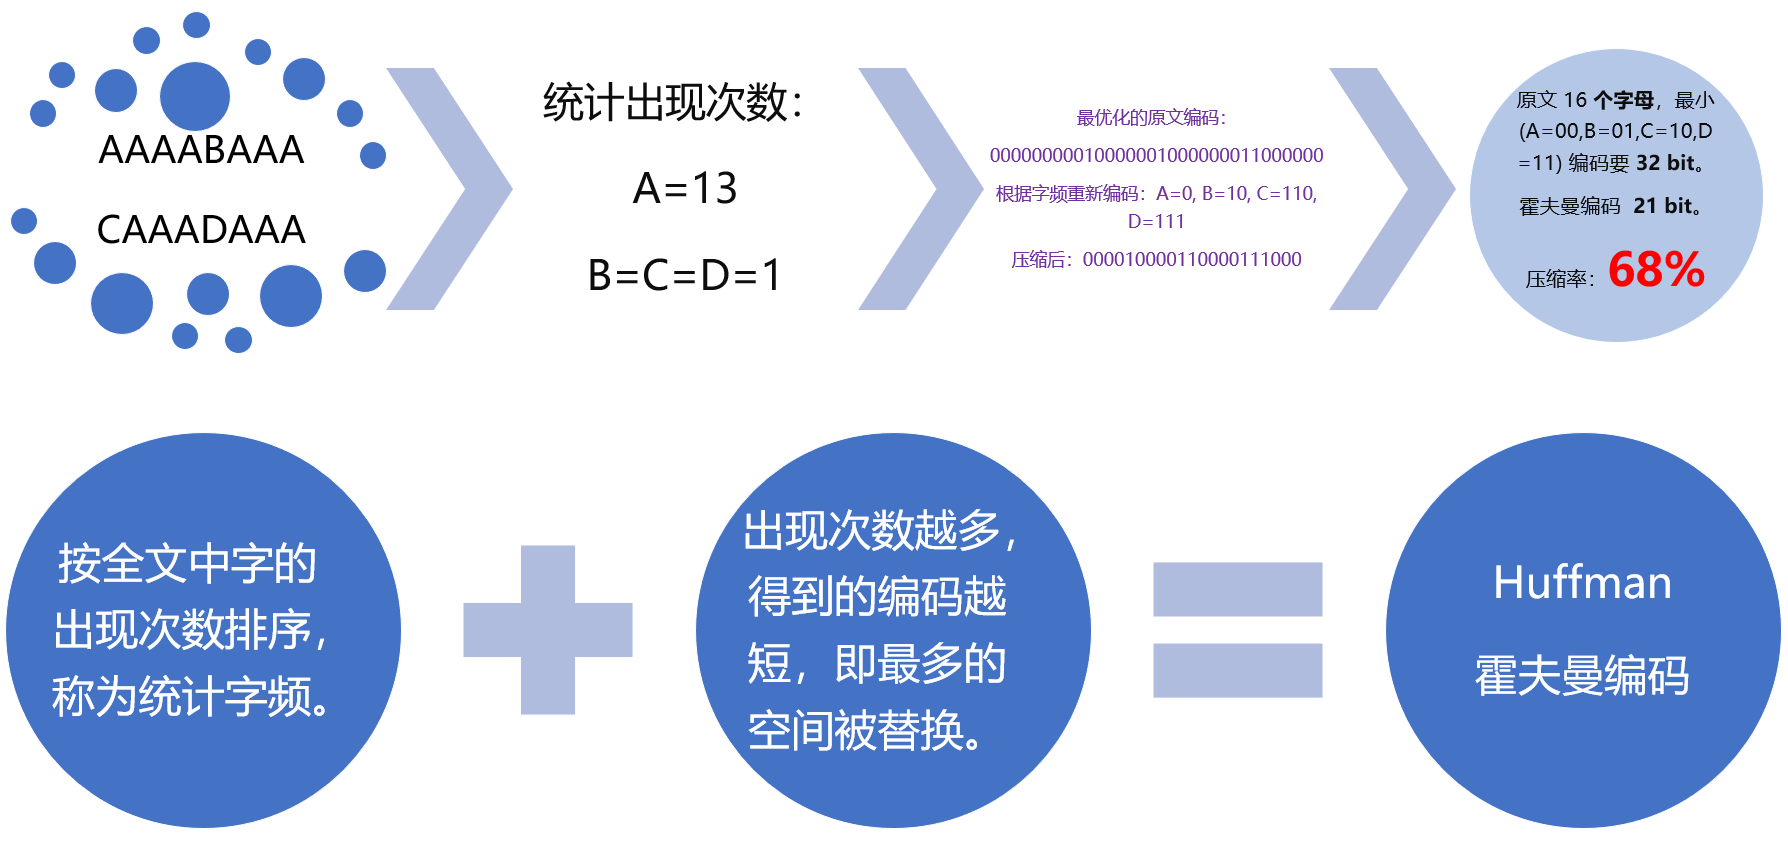 AAAABAAA
CAAADAAA
统计出现次数：
A=13
B=C=D=1
最优化的原文编码：
00000000010000001000000011000000
根据字频重新编码：A=0, B=10, C=110,
D=111
压缩后：000010000110000111000
原文 16 个字母，最小
(A=00,B=01,C=10,D
=11) 编码要 32 bit。
霍夫曼编码 21 bit。
压缩率：68%
按全文中字的
出现次数排序，
称为统计字频。
出现次数越多，
得到的编码越
短，即最多的
空间被替换。
Huffman
霍夫曼编码